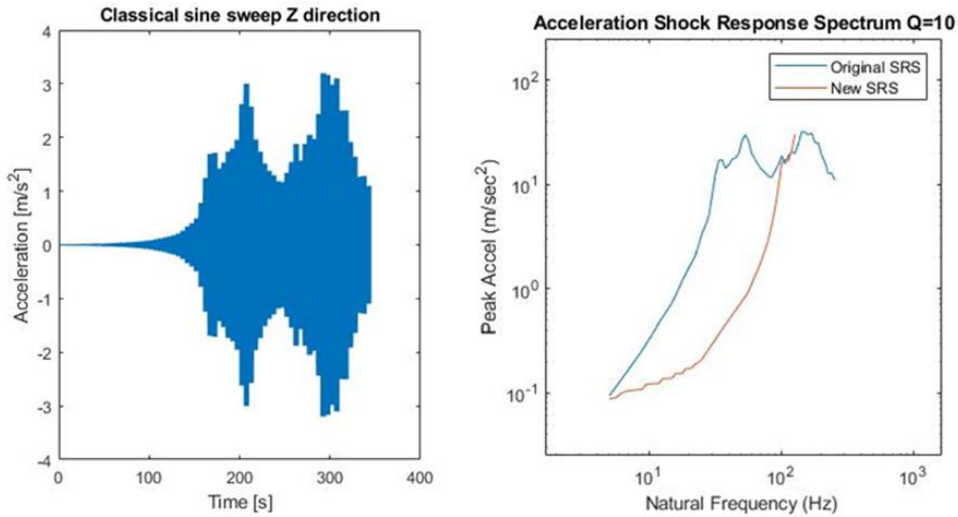 Classical sine sweep Z direction
4
3
2
1
0
-1
-2
-3
-4
Acceleration [m/s²]
0 100 200 300 400
Time [s]
Acceleration Shock Response Spectrum Q=10
Original SRS
New SRS
10²
10¹
10⁰
10⁻¹
Peak Accel (m/sec²)
10¹ 10² 10³
Natural Frequency (Hz)